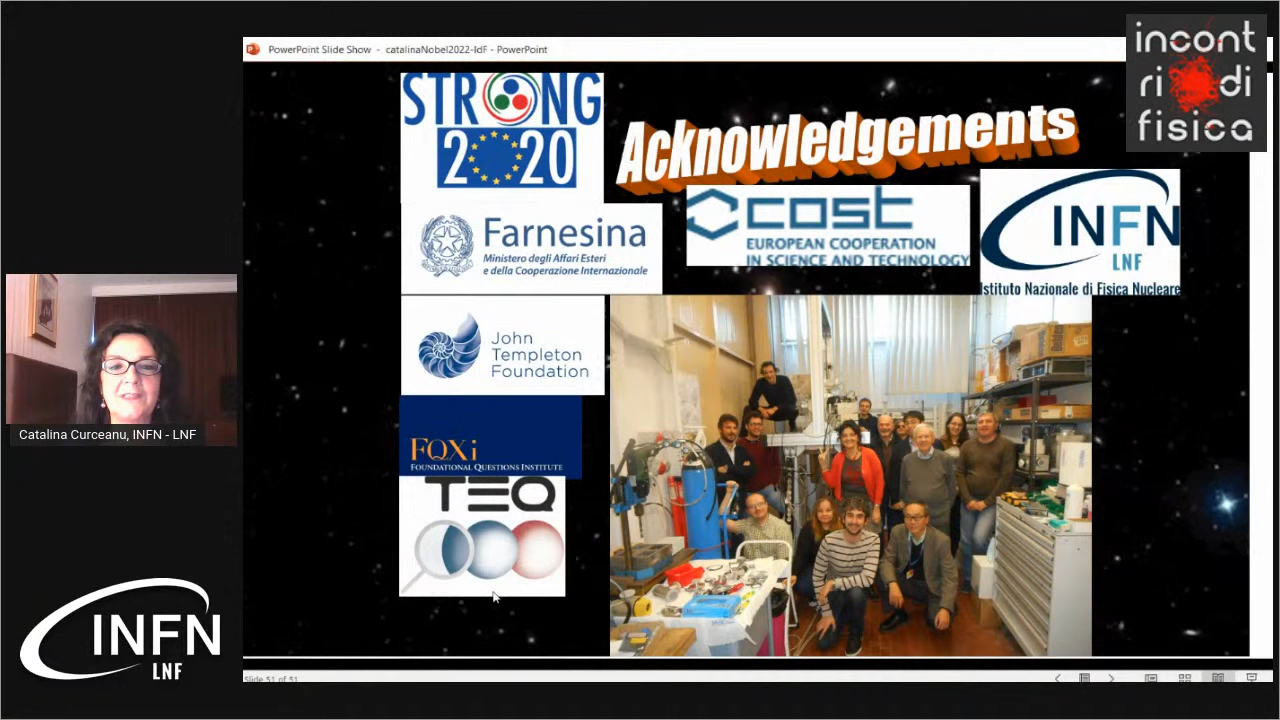 PowerPoint Slide Show - catalinaNobel2022-IdF - PowerPoint
incont
ri di
fisica
STRONG
2020
Acknowledgements
Farnesina
Ministero degli Affari Esteri
e della Cooperazione Internazionale
cost
EUROPEAN COOPERATION
IN SCIENCE AND TECHNOLOGY
INFN
LNF
Istituto Nazionale di Fisica Nucleare
John
Templeton
Foundation
FQXi
FOUNDATIONAL QUESTIONS INSTITUTE
TEQ
Catalina Curceanu, INFN - LNF
INFN
LNF
Slide 51 of 51